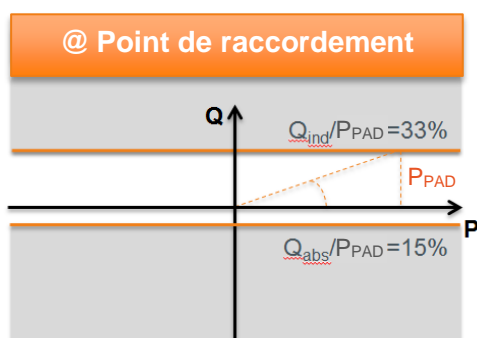 @ Point de raccordement
Q
Qind/PPAD =33%
PPAD
P
Qabs/PPAD =15%